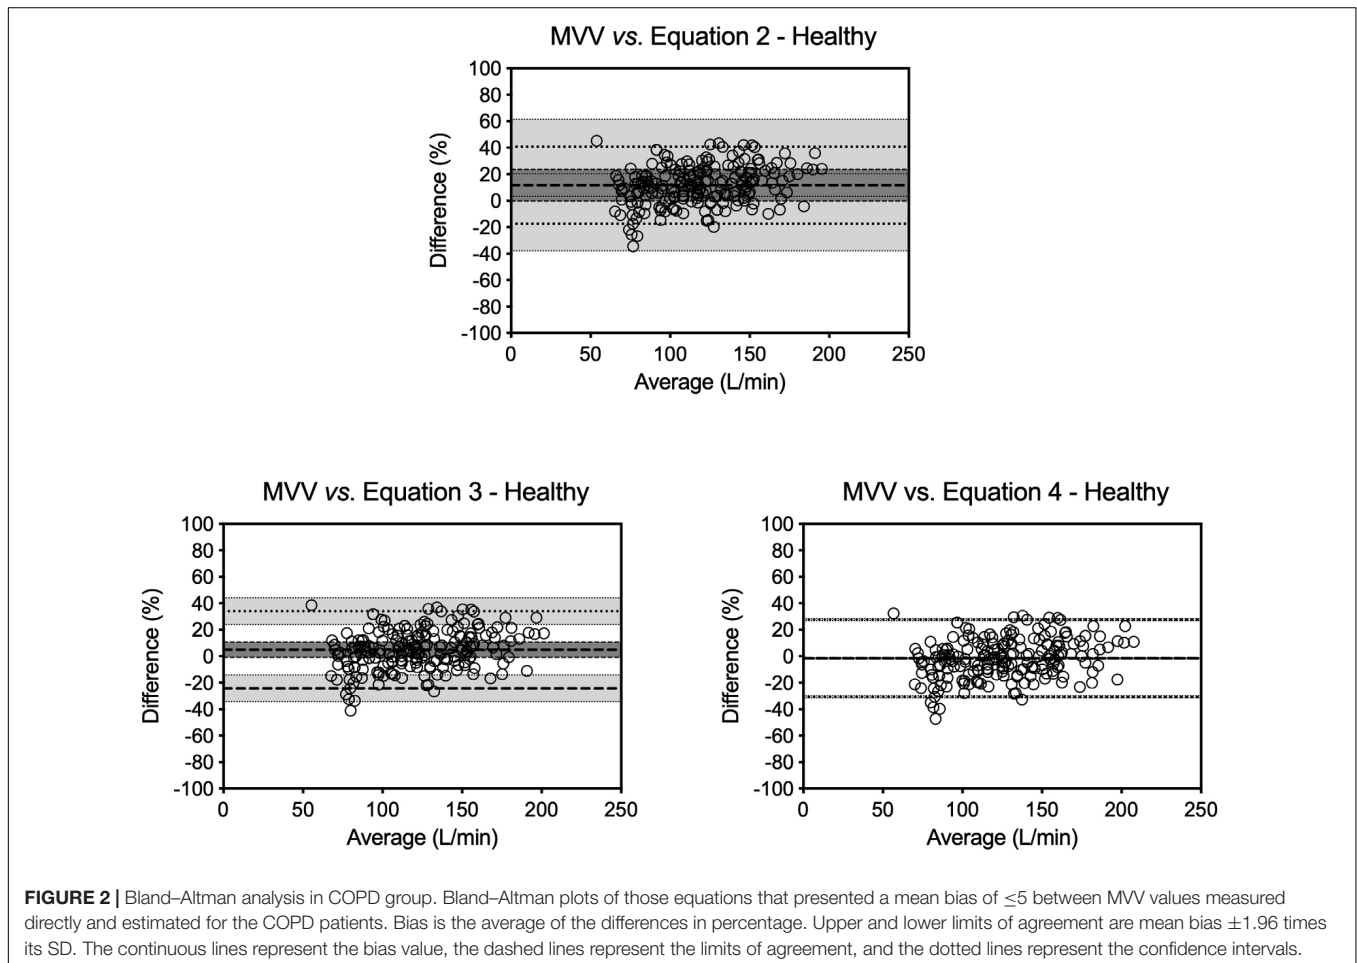 MVV vs. Equation 2 - Healthy
100
80
60
40
20
0
-20
-40
-60
-80
-100
Difference (%)
0 50 100 150 200 250
Average (L/min)
MVV vs. Equation 3 - Healthy
100
80
60
40
20
0
-20
-40
-60
-80
-100
Difference (%)
0 50 100 150 200 250
Average (L/min)
MVV vs. Equation 4 - Healthy
100
80
60
40
20
0
-20
-40
-60
-80
-100
Difference (%)
0 50 100 150 200 250
Average (L/min)
FIGURE 2 | Bland–Altman analysis in COPD group. Bland–Altman plots of those equations that presented a mean bias of ≤5 between MVV values measured
directly and estimated for the COPD patients. Bias is the average of the differences in percentage. Upper and lower limits of agreement are mean bias ±1.96 times
its SD. The continuous lines represent the bias value, the dashed lines represent the limits of agreement, and the dotted lines represent the confidence intervals.